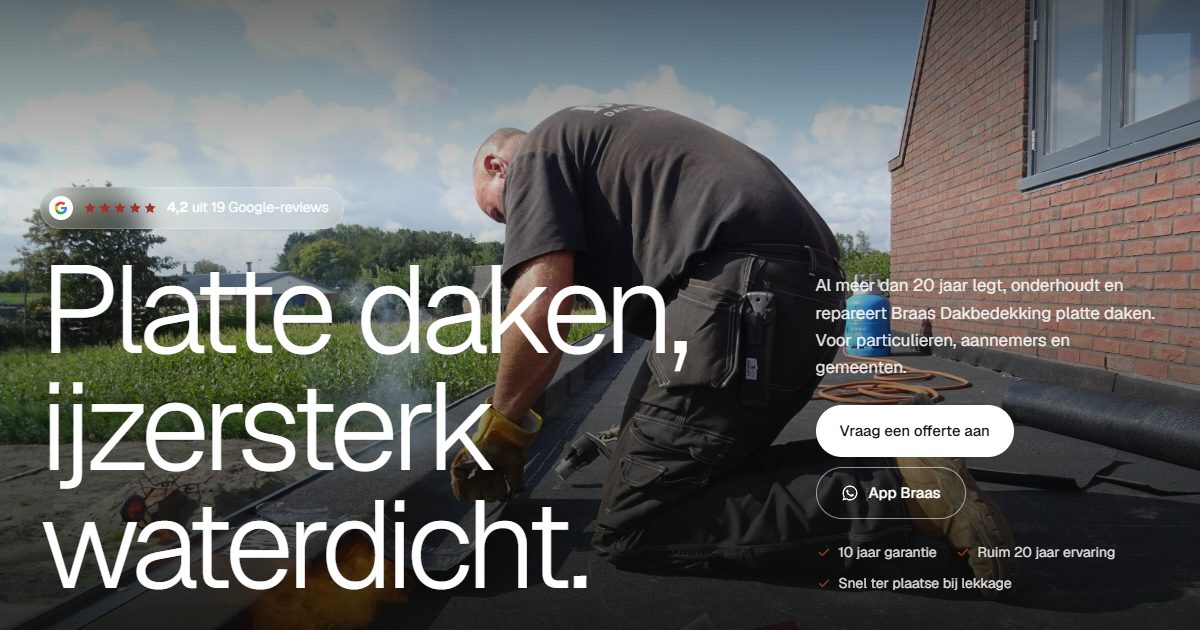 4,2 uit 19 Google-reviews
Platte daken,
ijzersterk
waterdicht.
Al meer dan 20 jaar legt, onderhoudt en
repareert Braas Dakbedekking platte daken.
Voor particulieren, aannemers en
gemeenten.
Vraag een offerte aan
App Braas
10 jaar garantie
Ruim 20 jaar ervaring
Snel ter plaatse bij lekkage